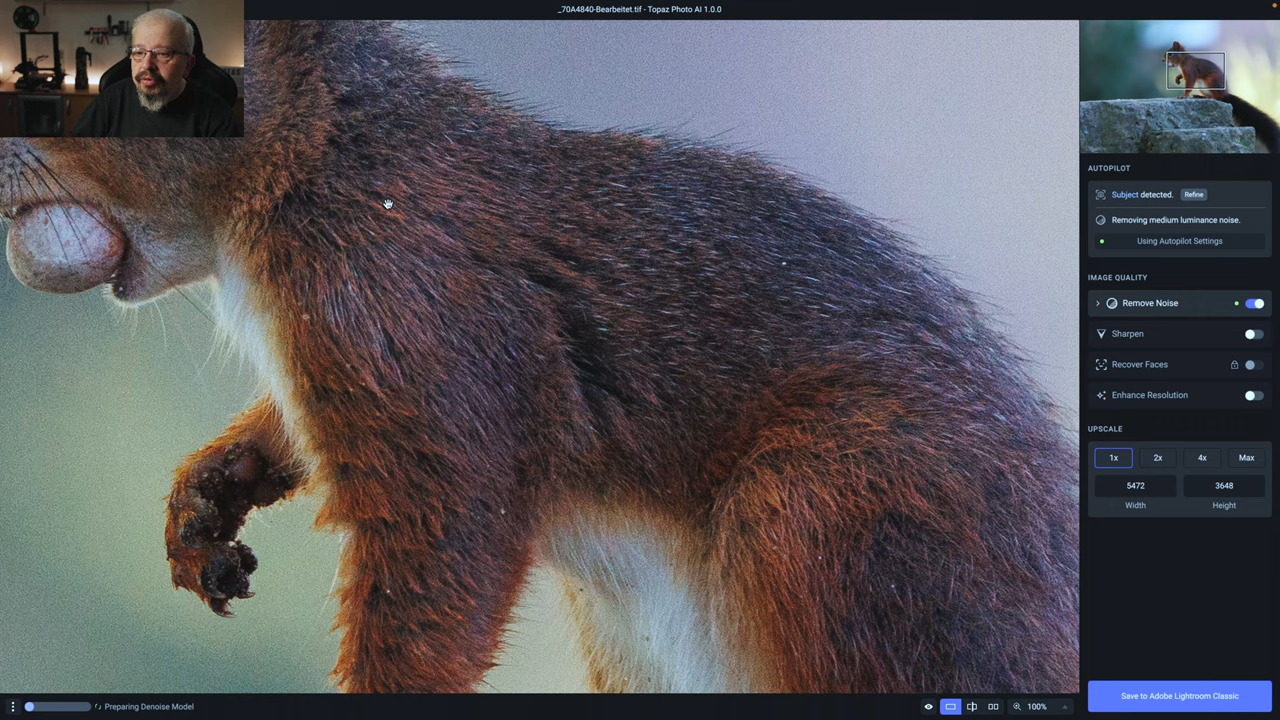 _70A4840-Bearbeitet.tif - Topaz Photo AI 1.0.0
AUTOPILOT
Subject detected. Refine
Removing medium luminance noise.
Using Autopilot Settings
IMAGE QUALITY
Remove Noise
Sharpen
Recover Faces
Enhance Resolution
UPSCALE
1x 2x 4x Max
5472 3648
Width Height
Save to Adobe Lightroom Classic
Preparing Denoise Model
100%